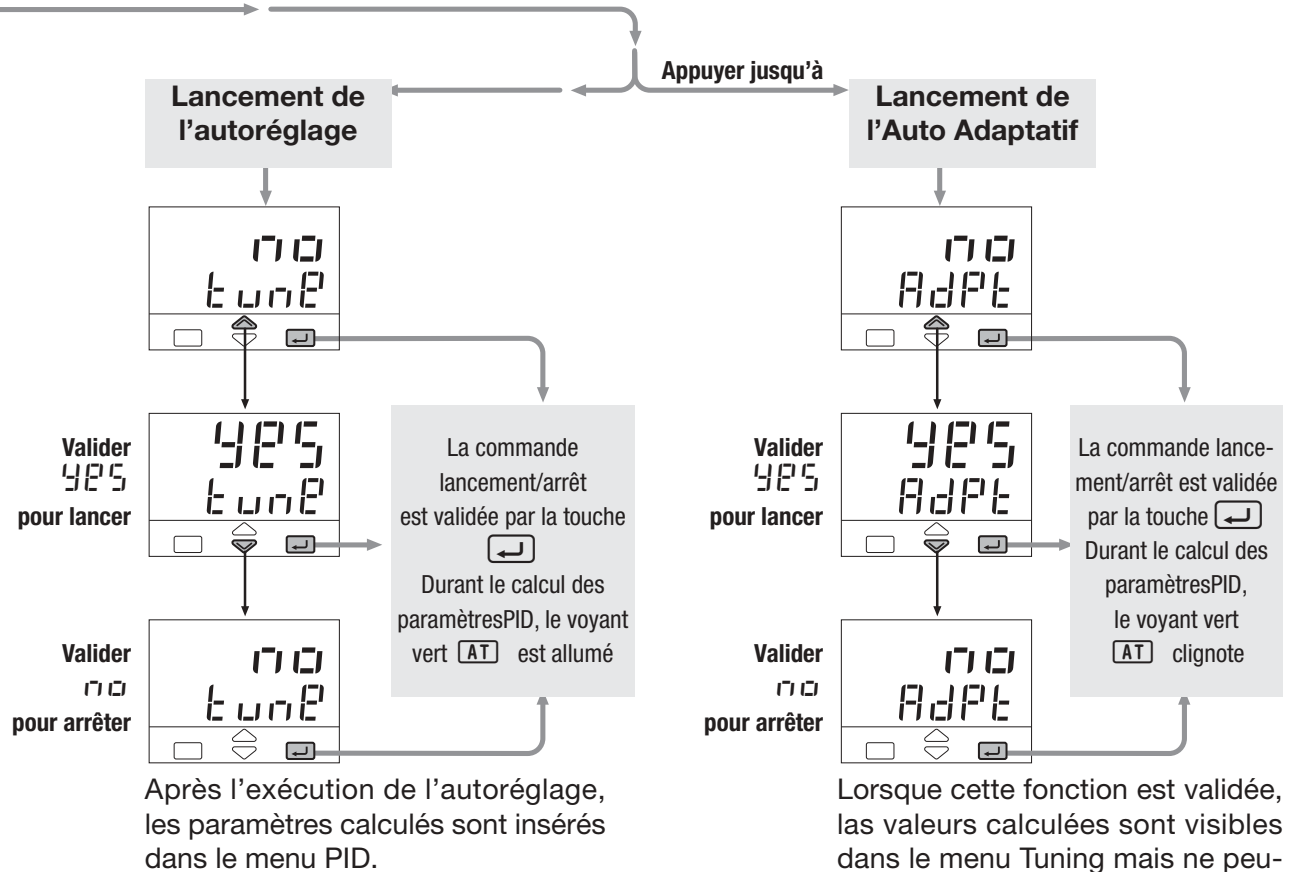 Appuyer jusqu'à
Lancement de
l'autoréglage
no
tunE
YES
tunE
Valider
YES
pour lancer
La commande
lancement/arrêt
est validée par la touche
Durant le calcul des
paramètresPID, le voyant
vert AT est allumé
no
tunE
Valider
no
pour arrêter
Après l'exécution de l'autoréglage,
les paramètres calculés sont insérés
dans le menu PID.
Lancement de
l'Auto Adaptatif
no
AdPt
YES
AdPt
Valider
YES
pour lancer
La commande lance-
ment/arrêt est validée
par la touche
Durant le calcul des
paramètresPID,
le voyant vert
AT clignote
no
AdPt
Valider
no
pour arrêter
Lorsque cette fonction est validée,
las valeurs calculées sont visibles
dans le menu Tuning mais ne peu-